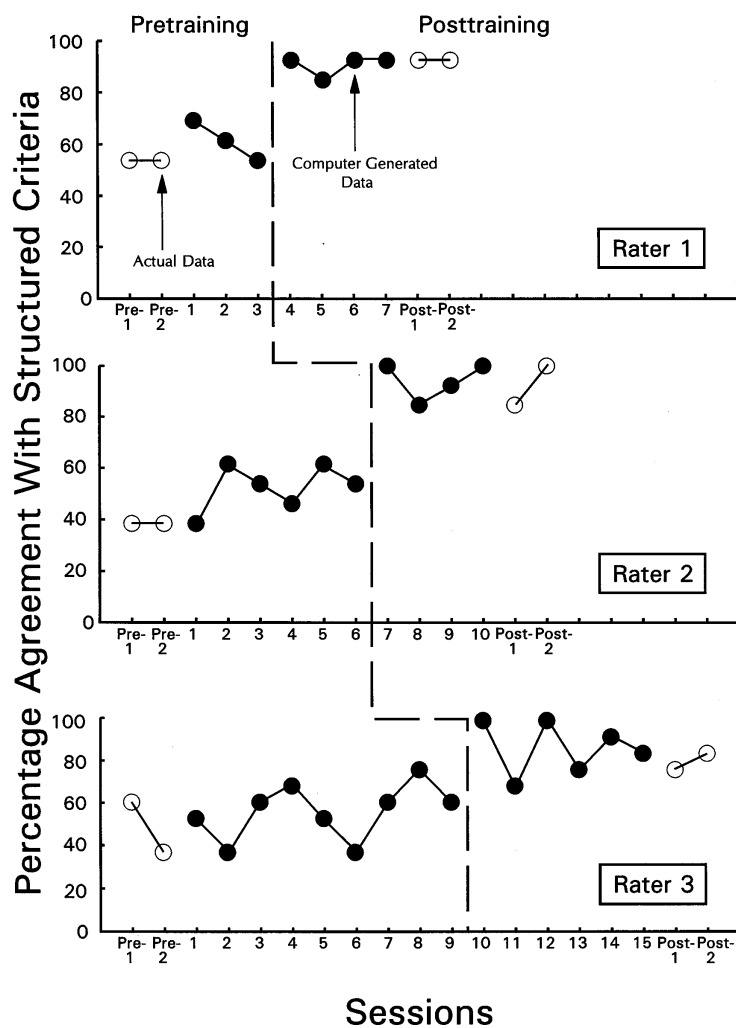 Pretraining Posttraining
Percentage Agreement With Structured Criteria
100
80
60
40
20
0
Computer Generated
Data
Actual Data
Rater 1
Pre-1 Pre-2 1 2 3 4 5 6 7 Post-1 Post-2
100
80
60
40
20
0
Rater 2
Pre-1 Pre-2 1 2 3 4 5 6 7 8 9 10 Post-1 Post-2
100
80
60
40
20
0
Rater 3
Pre-1 Pre-2 1 2 3 4 5 6 7 8 9 10 11 12 13 14 15 Post-1 Post-2
Sessions